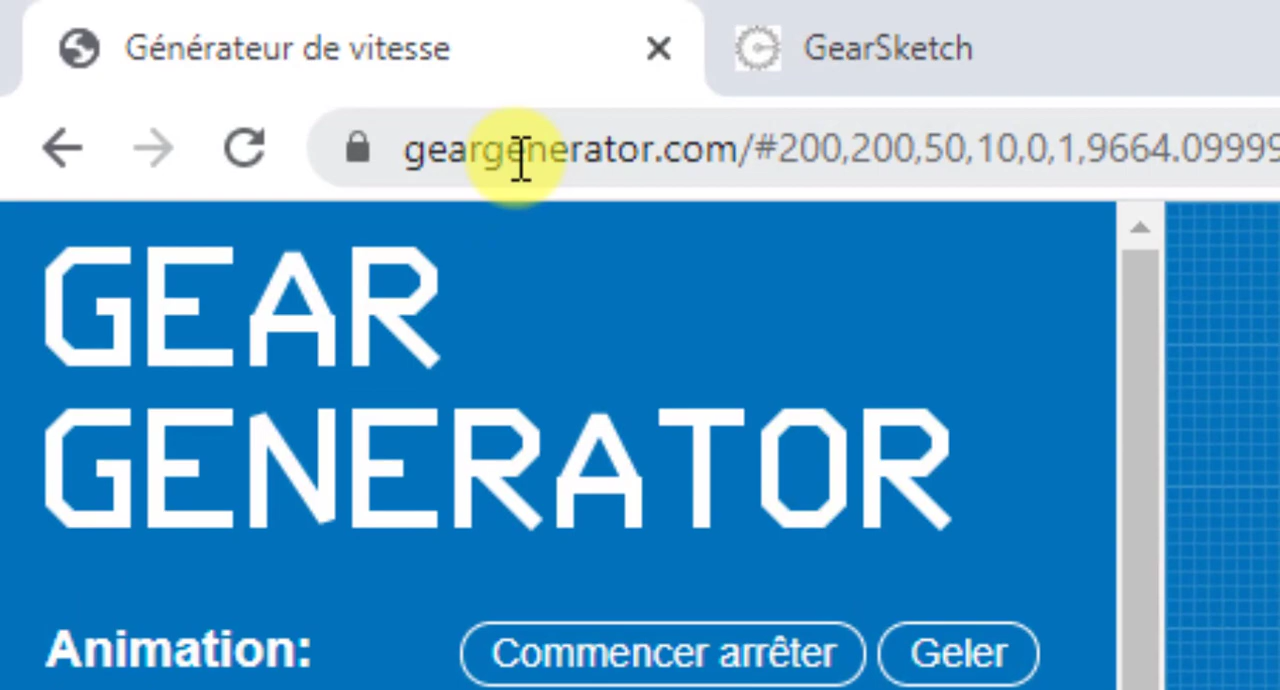 Générateur de vitesse
GearSketch
geargenerator.com/#200,200,50,10,0,1,9664.09999
GEAR
GENERATOR
Animation:
Commencer arrêter
Geler